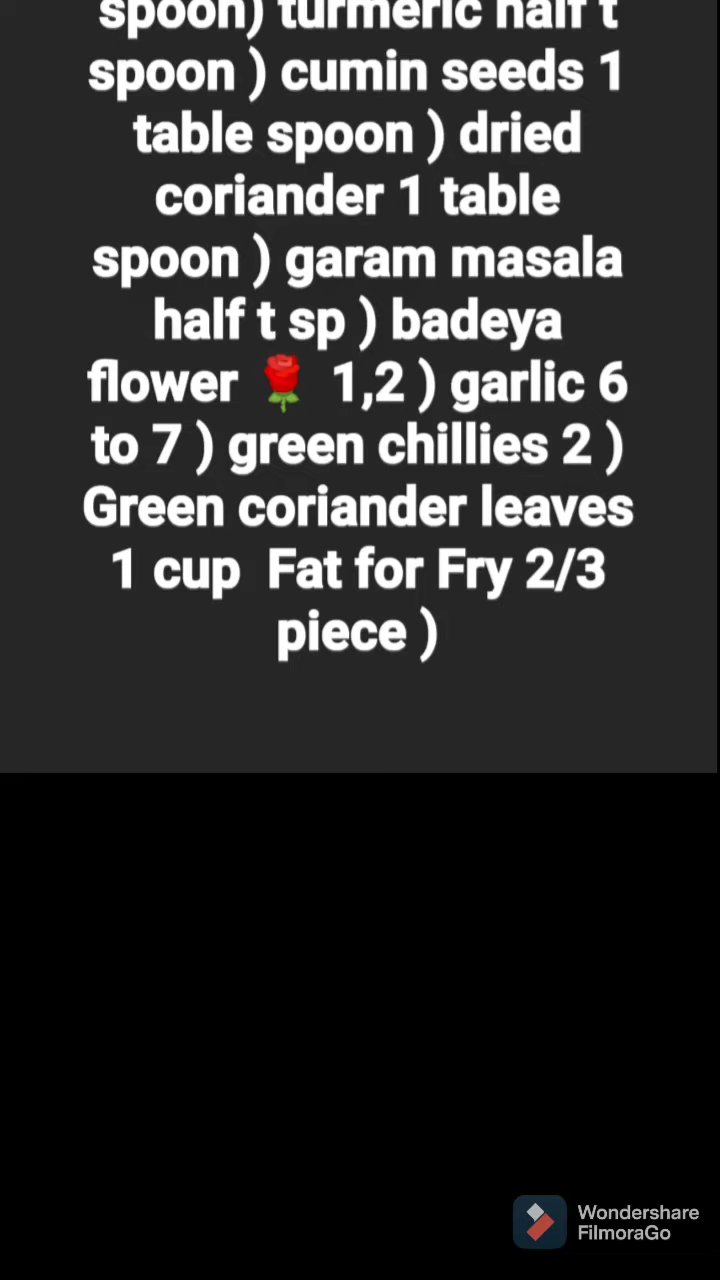 spoon) turmeric half t
spoon ) cumin seeds 1
table spoon ) dried
coriander 1 table
spoon ) garam masala
half t sp ) badeya
flower 🌹 1,2 ) garlic 6
to 7 ) green chillies 2 )
Green coriander leaves
1 cup  Fat for Fry 2/3
piece )
Wondershare
FilmoraGo